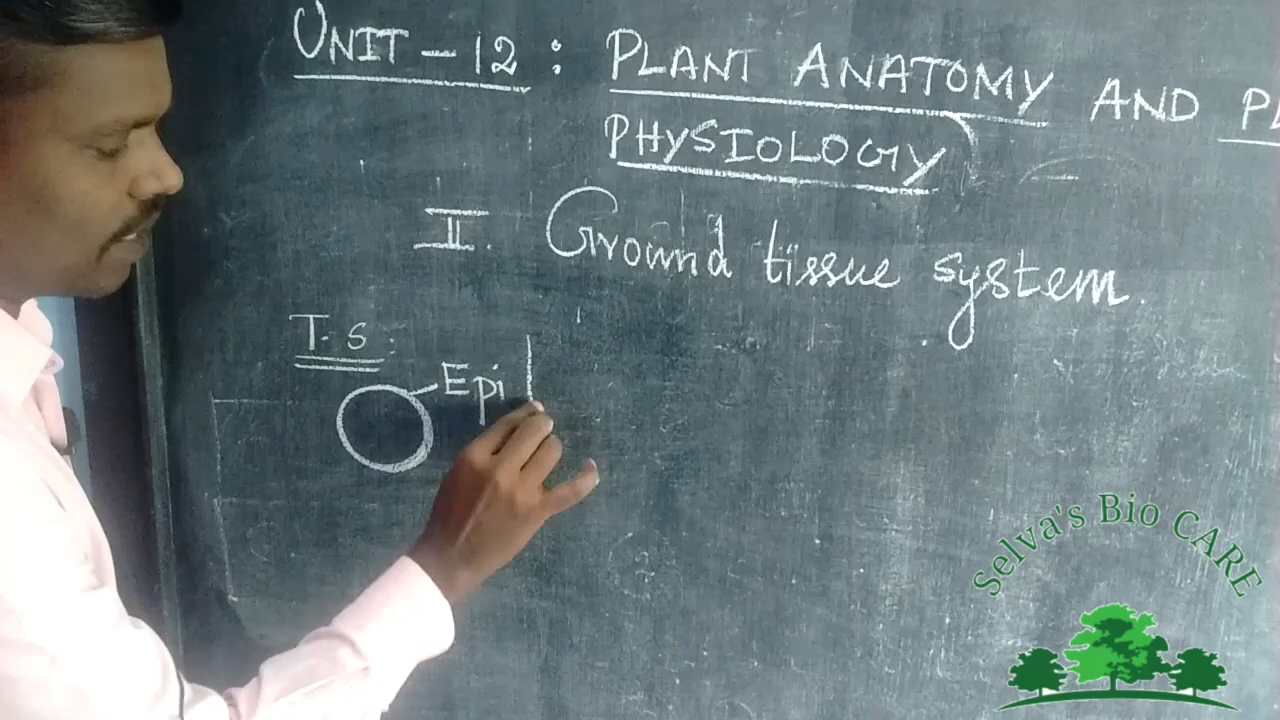 UNIT - 12 : PLANT ANATOMY AND PL
PHYSIOLOGY
II. Ground tissue system.
T. S :
Epi
Selva's Bio CARE